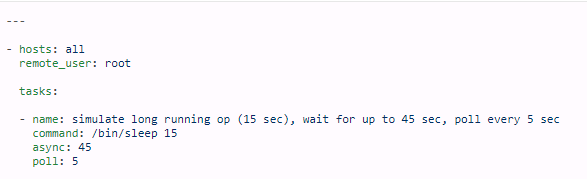 ---
- hosts: all
  remote_user: root
  tasks:
  - name: simulate long running op (15 sec), wait for up to 45 sec, poll every 5 sec
    command: /bin/sleep 15
    async: 45
    poll: 5